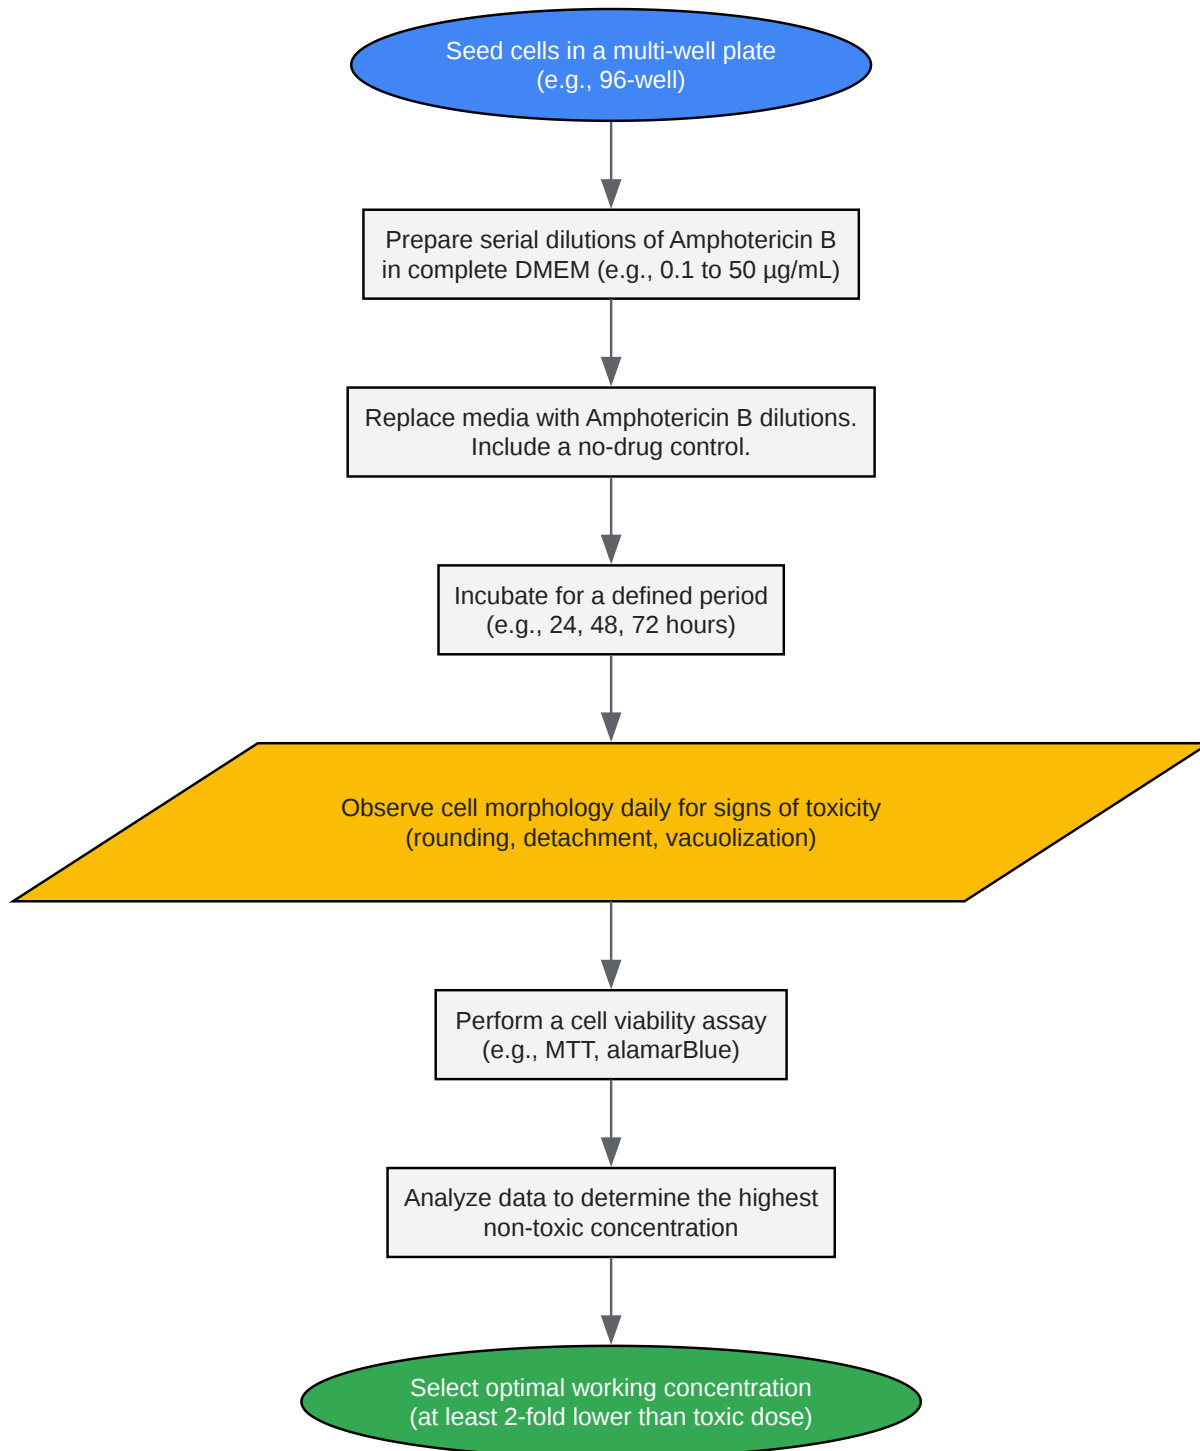 Seed cells in a multi-well plate
(e.g., 96-well)
Prepare serial dilutions of Amphotericin B
in complete DMEM (e.g., 0.1 to 50 µg/mL)
Replace media with Amphotericin B dilutions.
Include a no-drug control.
Incubate for a defined period
(e.g., 24, 48, 72 hours)
Observe cell morphology daily for signs of toxicity
(rounding, detachment, vacuolization)
Perform a cell viability assay
(e.g., MTT, alamarBlue)
Analyze data to determine the highest
non-toxic concentration
Select optimal working concentration
(at least 2-fold lower than toxic dose)